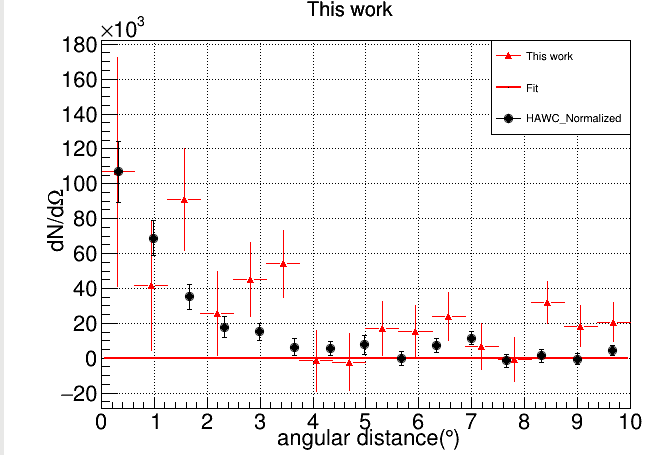 This work
×10³
180
160
140
120
100
80
60
40
20
0
−20
dN/dΩ
This work
Fit
HAWC_Normalized
0 1 2 3 4 5 6 7 8 9 10
angular distance(°)